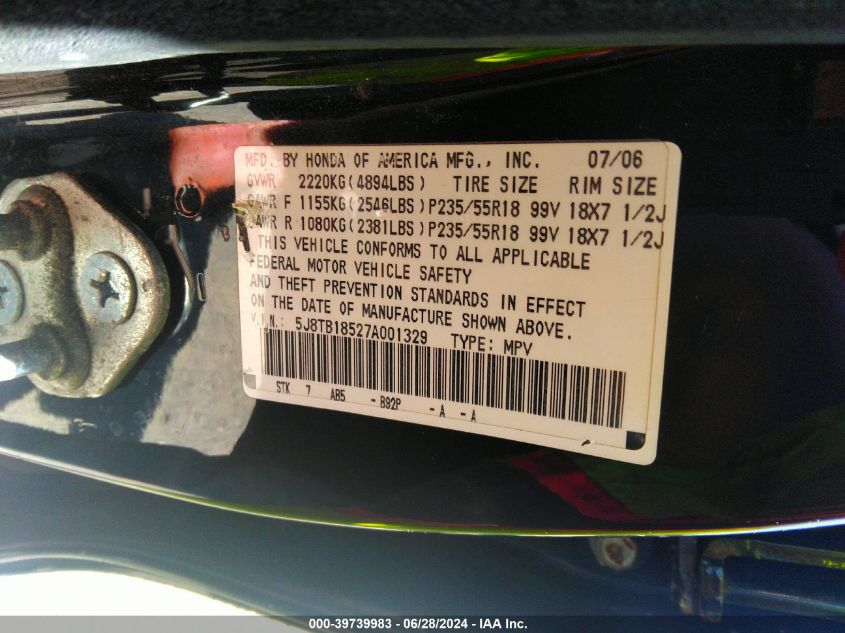 MFD. BY HONDA OF AMERICA MFG., INC. 07/06
GVWR 2220KG(4894LBS) TIRE SIZE RIM SIZE
GAWR F 1155KG(2546LBS)P235/55R18 99V 18X7 1/2J
GAWR R 1080KG(2381LBS)P235/55R18 99V 18X7 1/2J
THIS VEHICLE CONFORMS TO ALL APPLICABLE
FEDERAL MOTOR VEHICLE SAFETY
AND THEFT PREVENTION STANDARDS IN EFFECT
ON THE DATE OF MANUFACTURE SHOWN ABOVE.
V.I.N.: 5J8TB18527A001329 TYPE: MPV
STK 7 AB5 -B92P -A -A
000-39739983 - 06/28/2024 - IAA Inc.